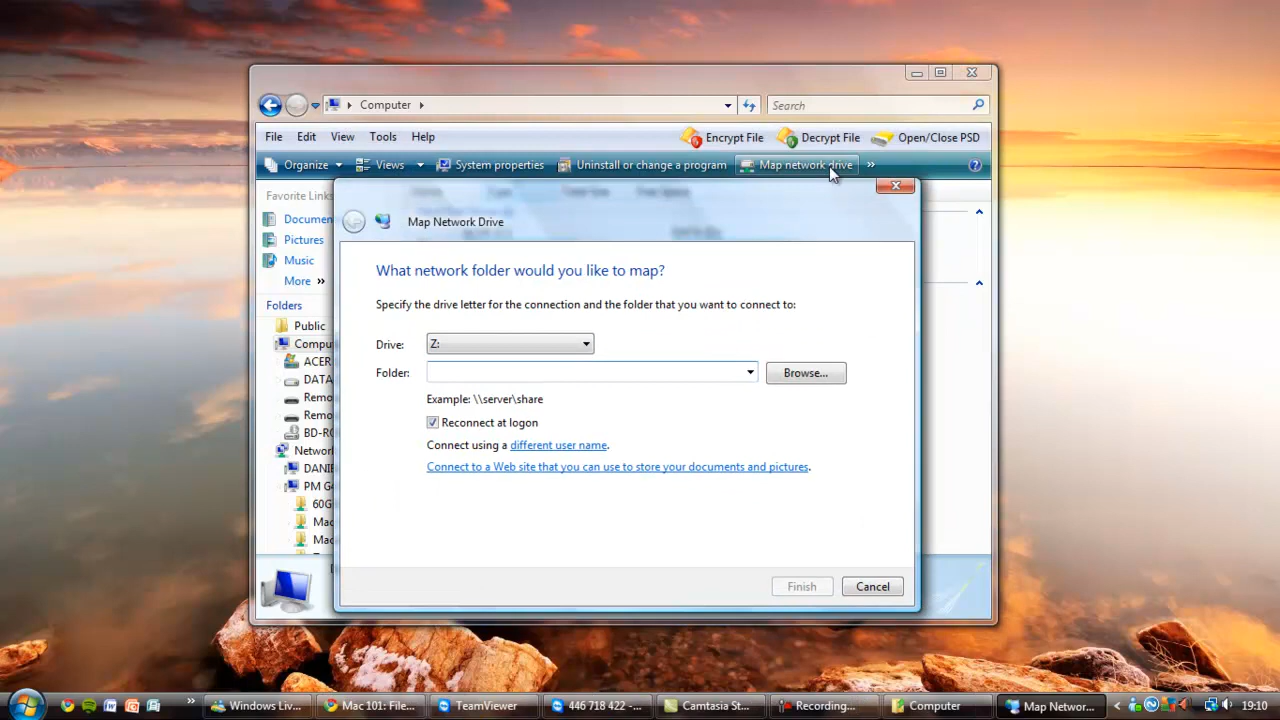 Computer
Search
File Edit View Tools Help
Encrypt File Decrypt File Open/Close PSD
Organize Views System properties Uninstall or change a program Map network drive »
Favorite Links
Documen
Pictures
Music
More »
Folders
Public
Compu
ACER
DATA
Remo
Remo
BD-RO
Network
DANIE
PM G4
60G
Mac
Mac
Map Network Drive
What network folder would you like to map?
Specify the drive letter for the connection and the folder that you want to connect to:
Drive: Z:
Folder:
Browse...
Example: \\server\share
Reconnect at logon
Connect using a different user name.
Connect to a Web site that you can use to store your documents and pictures.
Finish Cancel
» Windows Liv... Mac 101: File... TeamViewer 446 718 422 -... Camtasia St... Recording... Computer Map Networ... 19:10